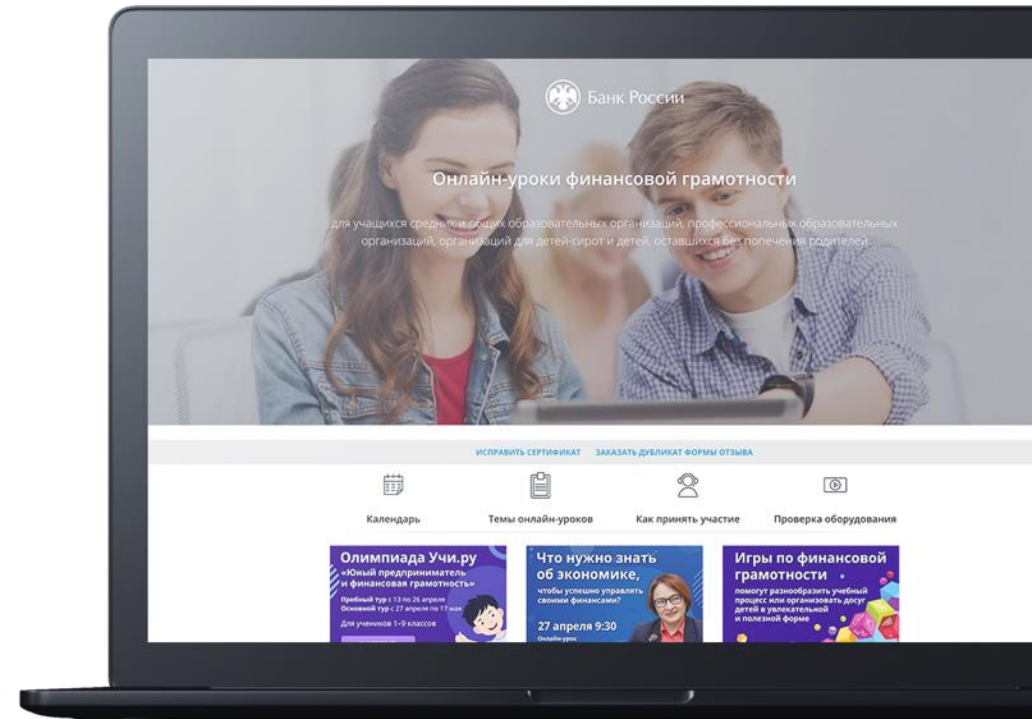 Банк России
Онлайн-уроки финансовой грамотности
для учащихся средних и общих образовательных организаций, профессиональных образовательных
организаций, организаций для детей-сирот и детей, оставшихся без попечения родителей
ИСПРАВИТЬ СЕРТИФИКАТ ЗАКАЗАТЬ ДУБЛИКАТ ФОРМЫ ОТЗЫВА
Календарь
Темы онлайн-уроков
Как принять участие
Проверка оборудования
Олимпиада Учи.ру
«Юный предприниматель
и финансовая грамотность»
Пробный тур с 13 по 26 апреля
Основной тур с 27 апреля по 17 мая
Для учеников 1–9 классов
Что нужно знать
об экономике,
чтобы успешно управлять
своими финансами?
27 апреля 9:30
Онлайн-урок
Игры по финансовой
грамотности
помогут разнообразить учебный
процесс или организовать досуг
детей в увлекательной
и полезной форме